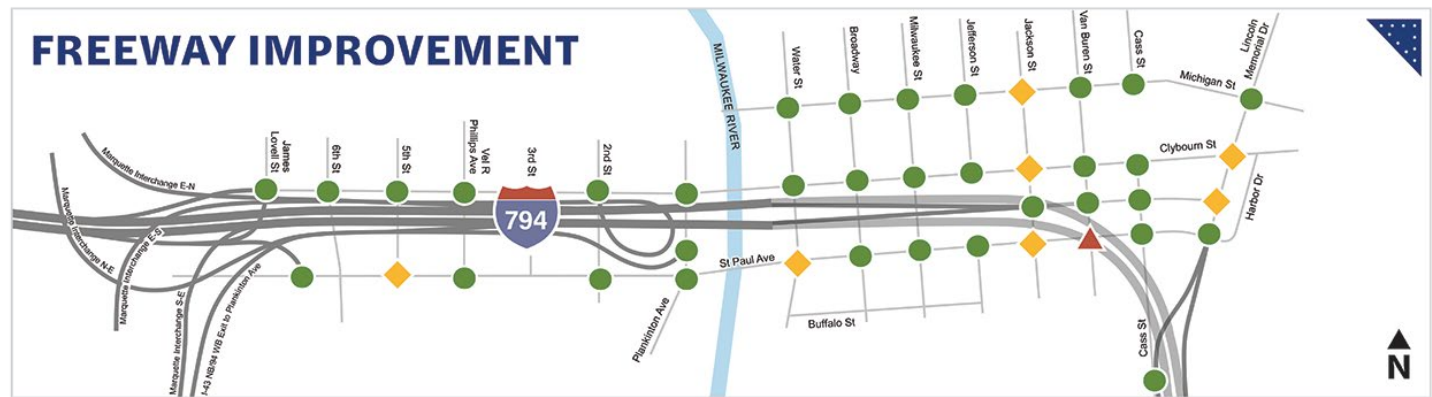 FREEWAY IMPROVEMENT
MILWAUKEE RIVER
Water St
Broadway
Milwaukee St
Jefferson St
Jackson St
Van Buren St
Cass St
Lincoln
Memorial Dr
Michigan St
James
Lovell St
6th St
5th St
Vel R
Phillips Ave
3rd St
2nd St
Clybourn St
Marquette Interchange E-N
Marquette Interchange N-E
Marquette Interchange E-S
Marquette Interchange S-E
I-43 NB/94 WB Exit to Plankinton Ave
794
Harbor Dr
St Paul Ave
Plankinton Ave
Buffalo St
Cass St
N